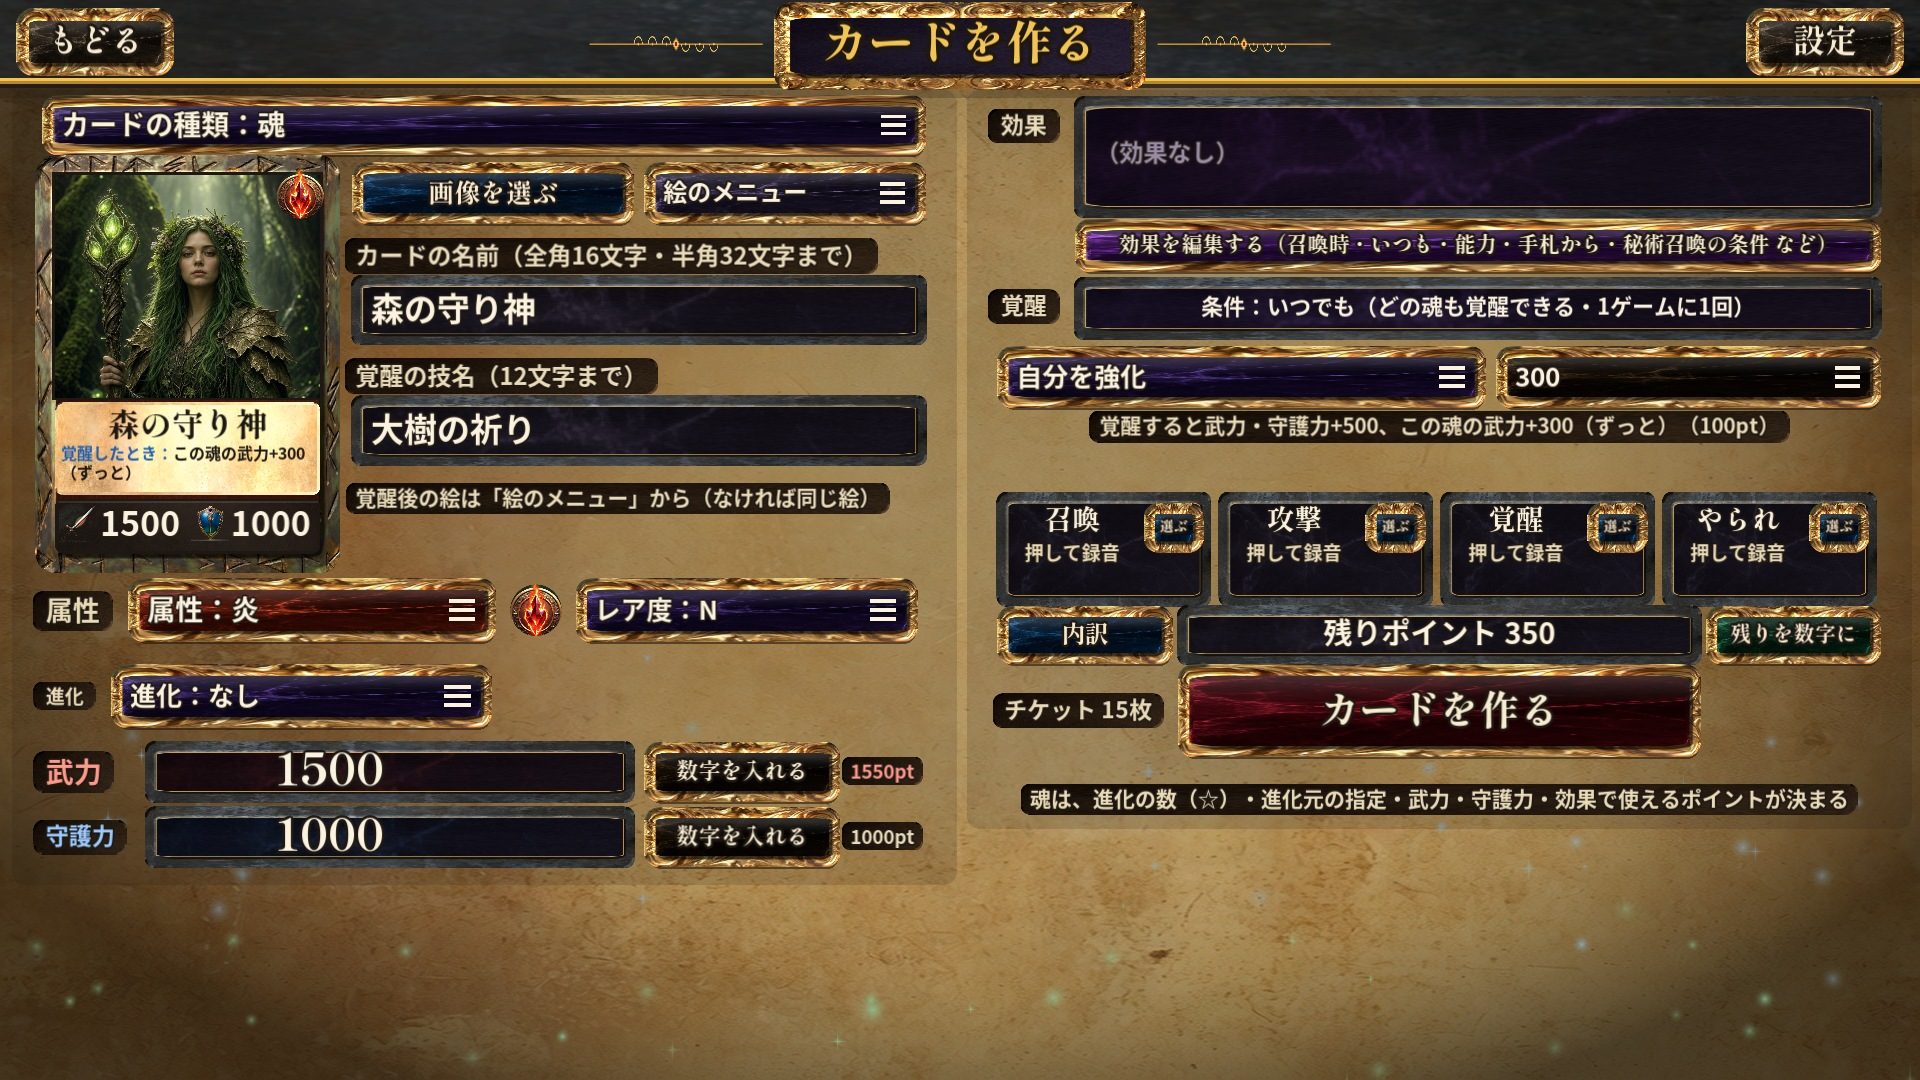 もどる
カードを作る
設定
カードの種類：魂
画像を選ぶ
絵のメニュー
カードの名前（全角16文字・半角32文字まで）
森の守り神
覚醒の技名（12文字まで）
大樹の祈り
覚醒後の絵は「絵のメニュー」から（なければ同じ絵）
森の守り神
覚醒したとき：この魂の武力+300
（ずっと）
1500
1000
属性
属性：炎
レア度：N
進化
進化：なし
武力
1500
数字を入れる
1550pt
守護力
1000
数字を入れる
1000pt
効果
（効果なし）
効果を編集する（召喚時・いつも・能力・手札から・秘術召喚の条件 など）
覚醒
条件：いつでも（どの魂も覚醒できる・1ゲームに1回）
自分を強化
300
覚醒すると武力・守護力+500、この魂の武力+300（ずっと）（100pt）
召喚
選ぶ
押して録音
攻撃
選ぶ
押して録音
覚醒
選ぶ
押して録音
やられ
選ぶ
押して録音
内訳
残りポイント 350
残りを数字に
チケット 15枚
カードを作る
魂は、進化の数（☆）・進化元の指定・武力・守護力・効果で使えるポイントが決まる